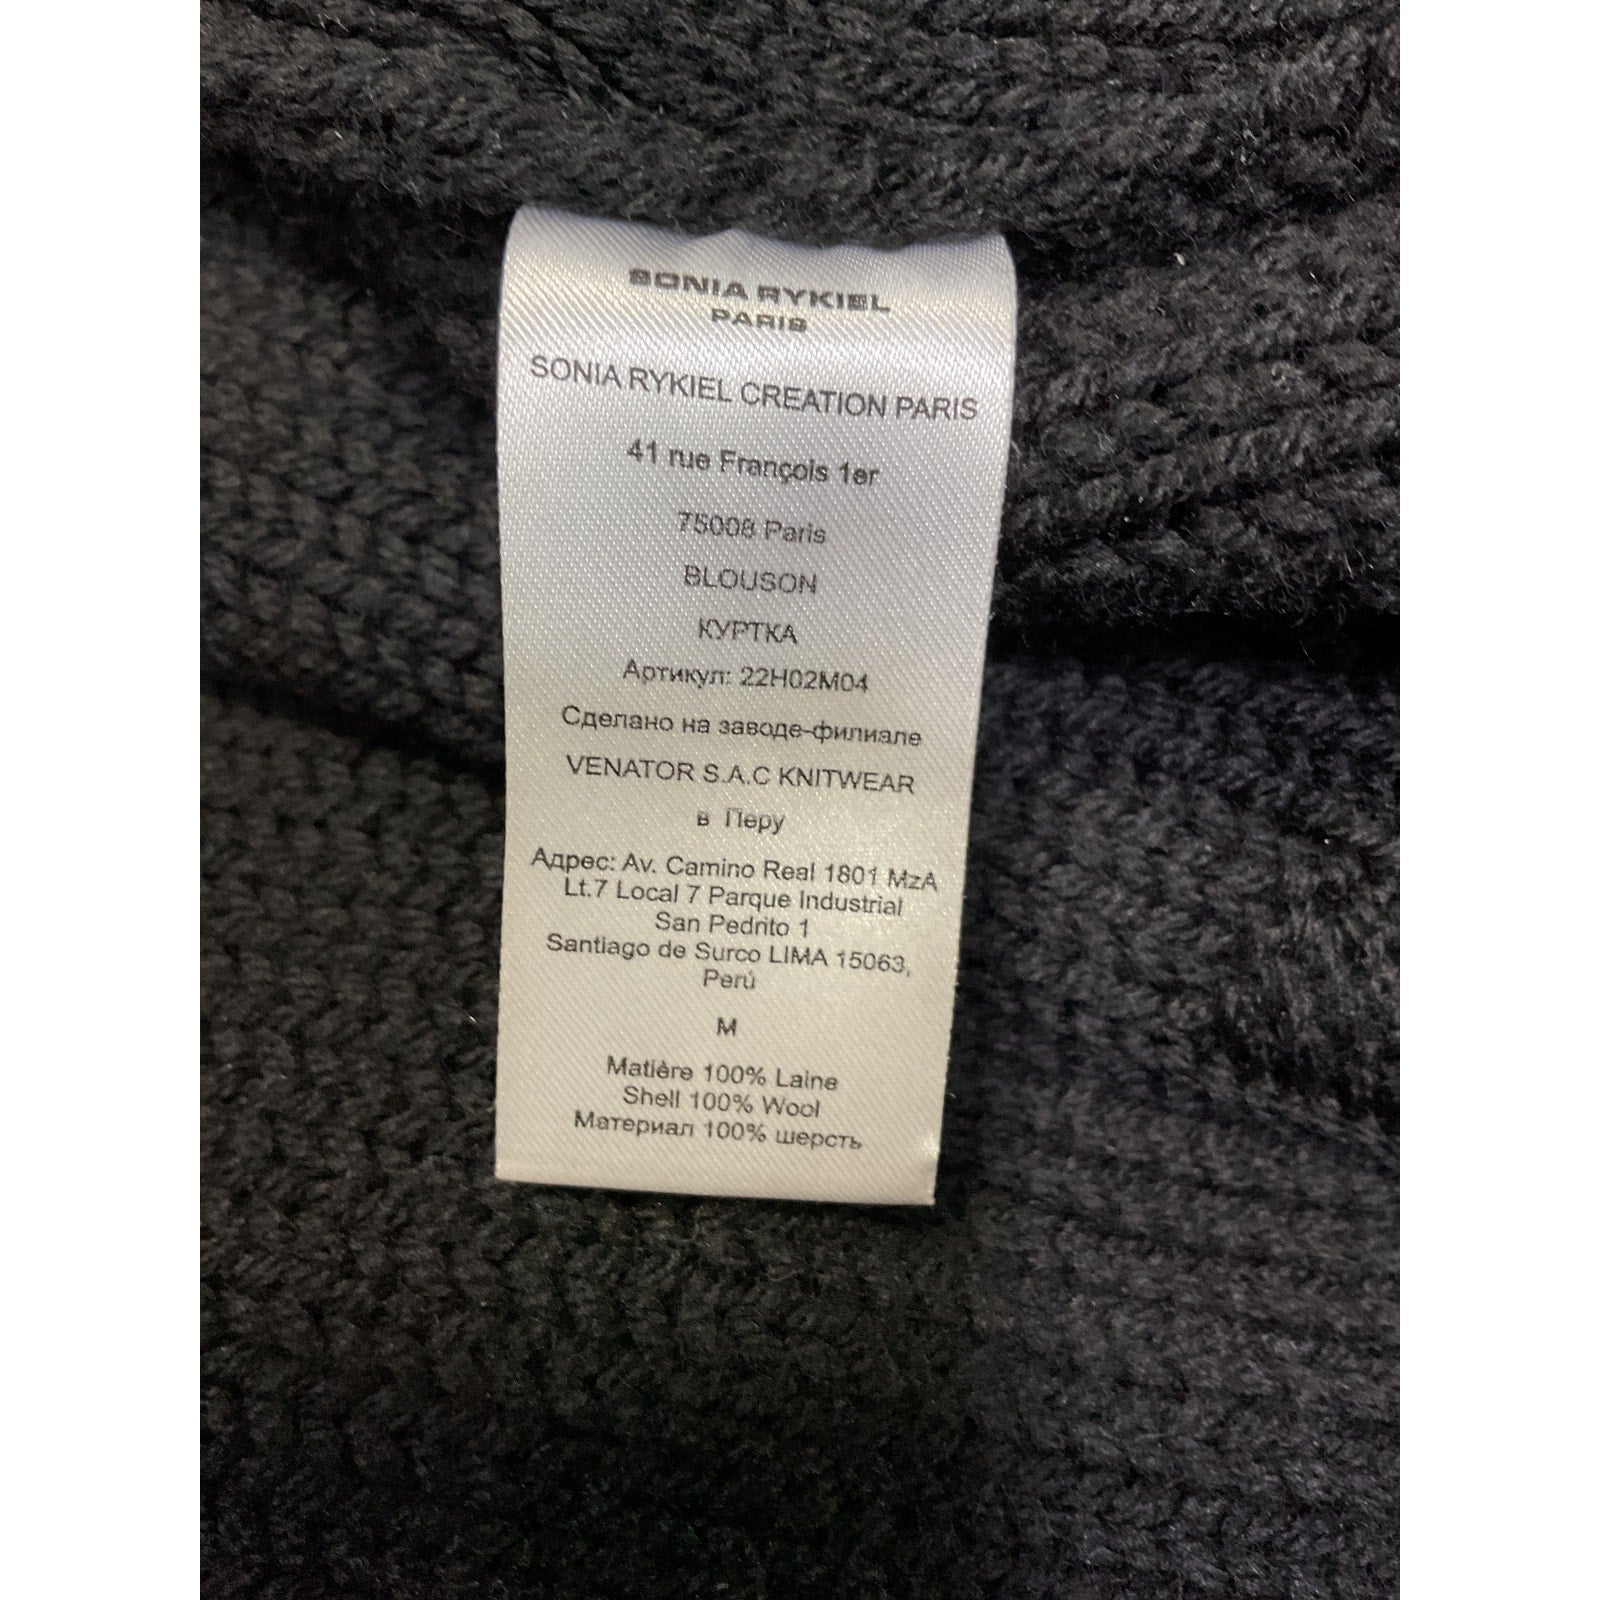 SONIA RYKIEL
PARIS
SONIA RYKIEL CREATION PARIS
41 rue François 1er
75008 Paris
BLOUSON
КУРТКА
Артикул: 22H02M04
Сделано на заводе-филиале
VENATOR S.A.C KNITWEAR
в Перу
Адрес: Av. Camino Real 1801 MzA
Lt.7 Local 7 Parque Industrial
San Pedrito 1
Santiago de Surco LIMA 15063,
Perú
M
Matière 100% Laine
Shell 100% Wool
Материал 100% шерсть